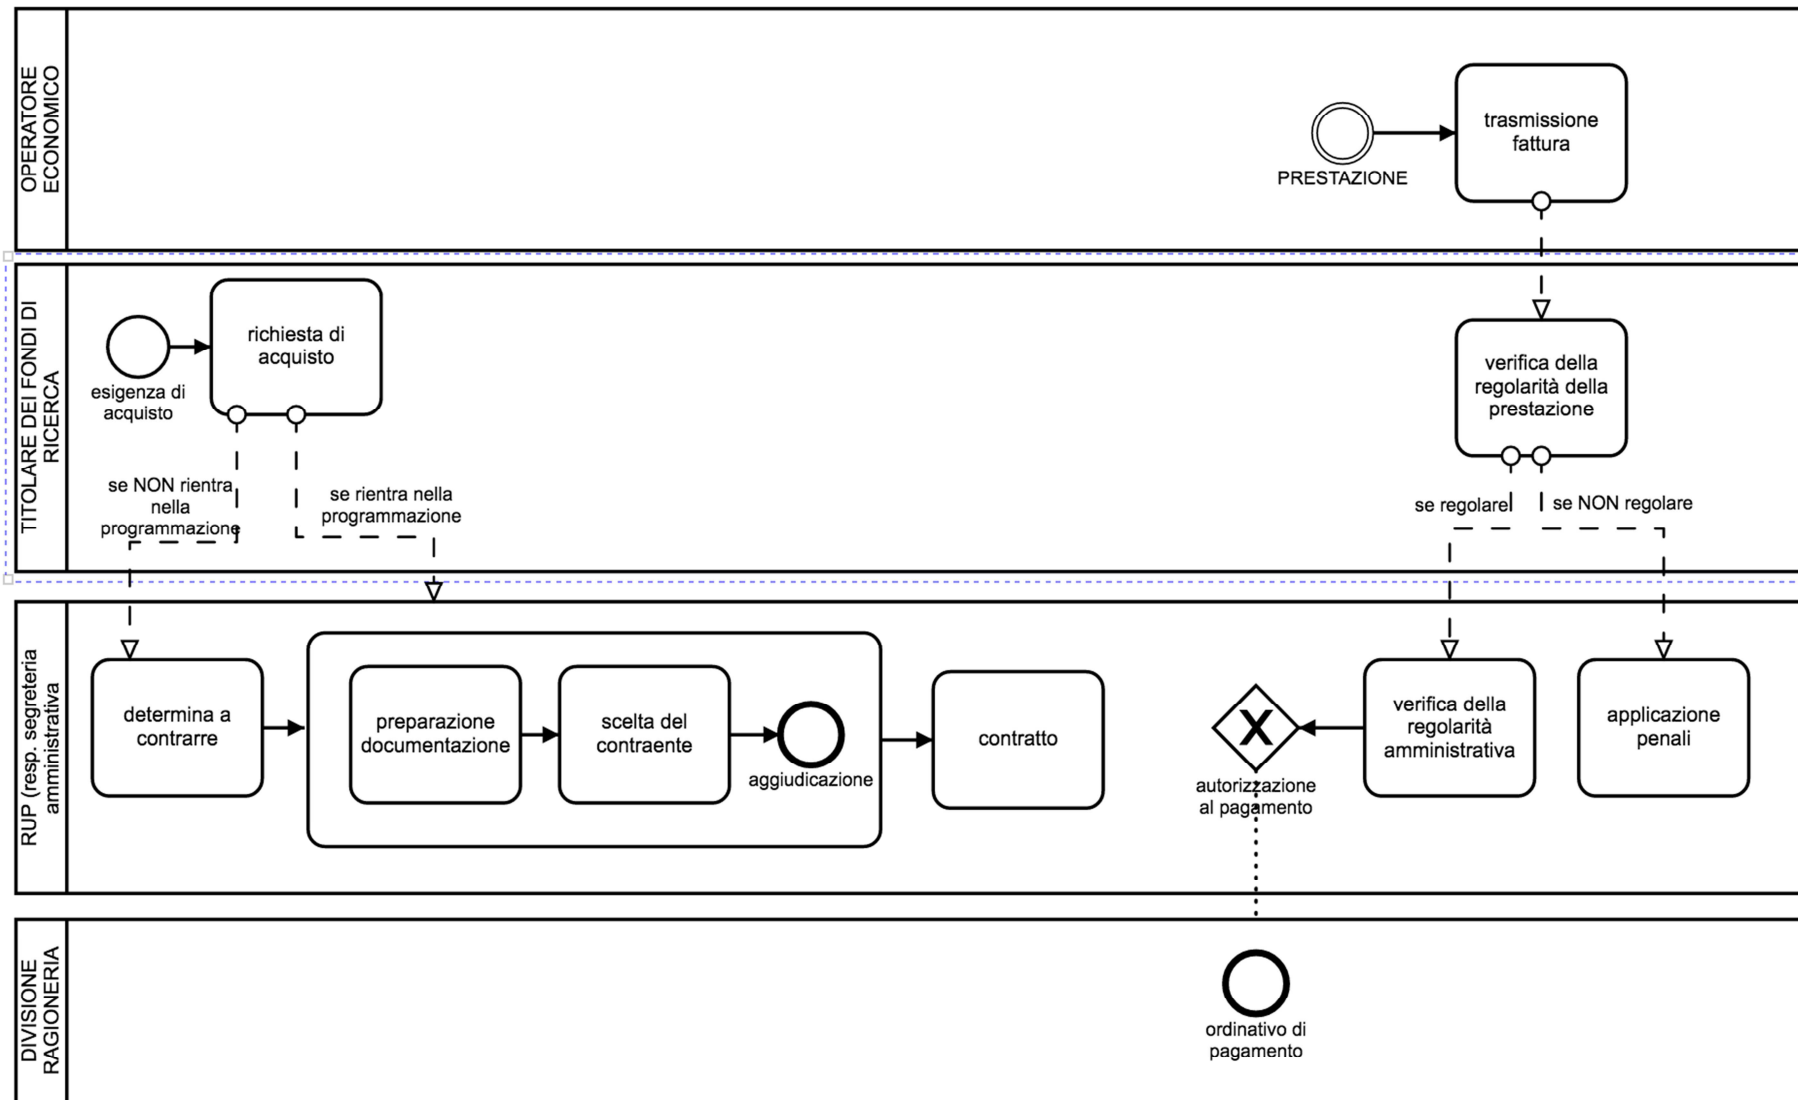 OPERATORE
ECONOMICO
PRESTAZIONE
trasmissione
fattura
TITOLARE DEI FONDI DI
RICERCA
esigenza di
acquisto
richiesta di
acquisto
se NON rientra
nella
programmazione
se rientra nella
programmazione
verifica della
regolarità della
prestazione
se regolare
se NON regolare
RUP (resp. segreteria
amministrativa
determina a
contrarre
preparazione
documentazione
scelta del
contraente
aggiudicazione
contratto
X
autorizzazione
al pagamento
verifica della
regolarità
amministrativa
applicazione
penali
DIVISIONE
RAGIONERIA
ordinativo di
pagamento